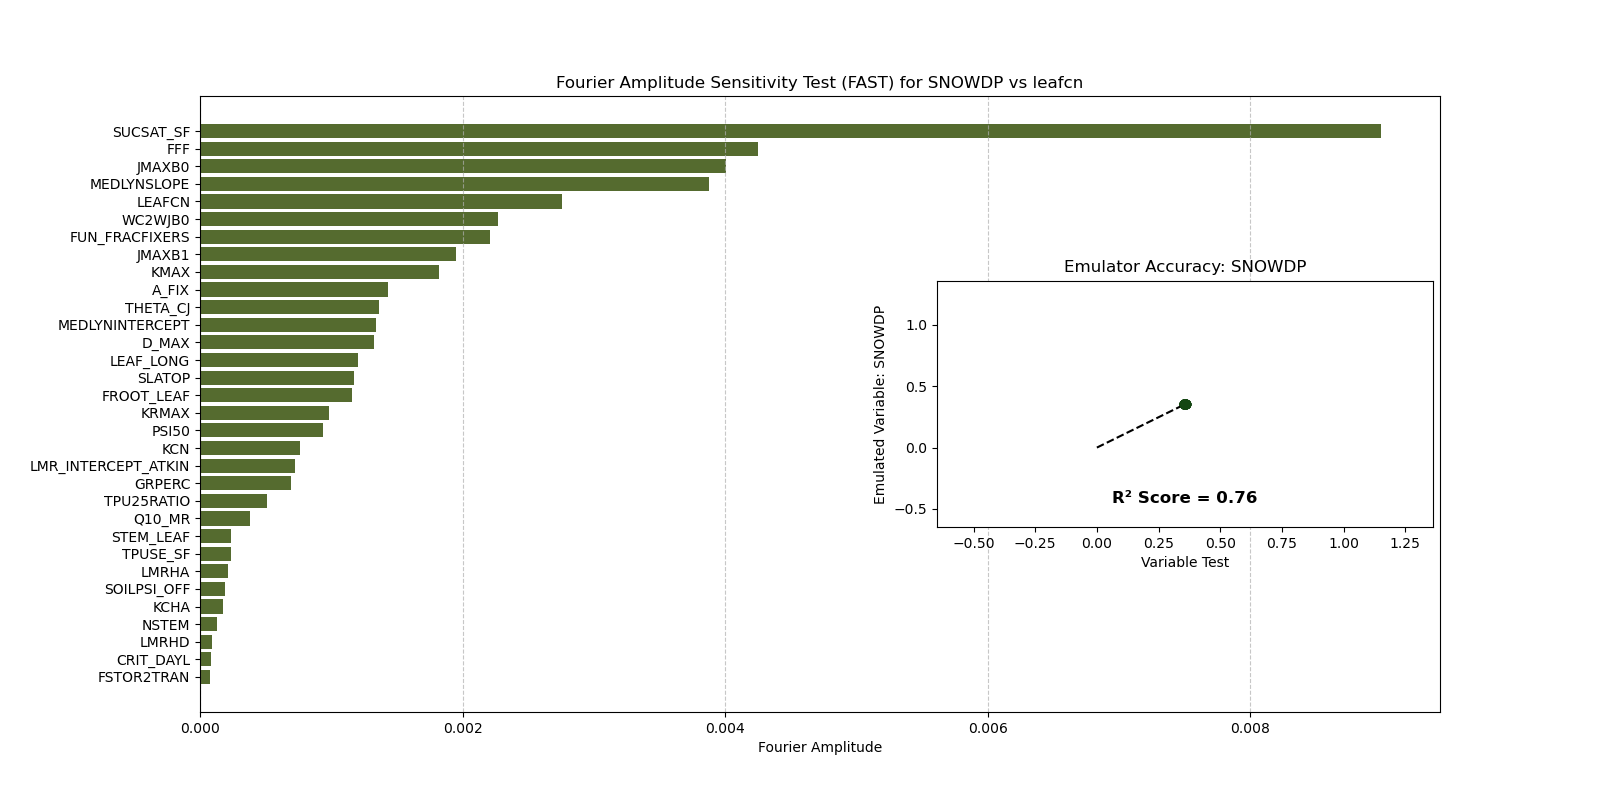 Fourier Amplitude Sensitivity Test (FAST) for SNOWDP vs leafcn
SUCSAT_SF
FFF
JMAXB0
MEDLYNSLOPE
LEAFCN
WC2WJB0
FUN_FRACFIXERS
JMAXB1
KMAX
A_FIX
THETA_CJ
MEDLYNINTERCEPT
D_MAX
LEAF_LONG
SLATOP
FROOT_LEAF
KRMAX
PSI50
KCN
LMR_INTERCEPT_ATKIN
GRPERC
TPU25RATIO
Q10_MR
STEM_LEAF
TPUSE_SF
LMRHA
SOILPSI_OFF
KCHA
NSTEM
LMRHD
CRIT_DAYL
FSTOR2TRAN
0.000 0.002 0.004 0.006 0.008
Fourier Amplitude
Emulator Accuracy: SNOWDP
Emulated Variable: SNOWDP
1.0
0.5
0.0
−0.5
R² Score = 0.76
−0.50 −0.25 0.00 0.25 0.50 0.75 1.00 1.25
Variable Test